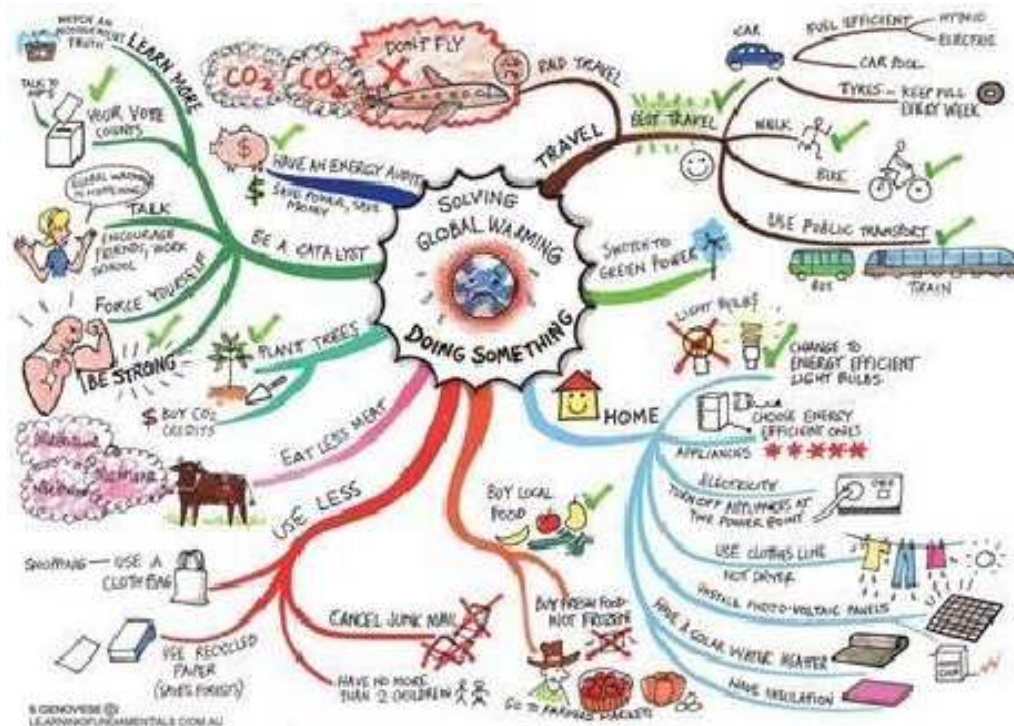 SOLVING
GLOBAL WARMING
DOING SOMETHING
TRAVEL
BAD TRAVEL
DON'T FLY
CO2
CO2
BEST TRAVEL
CAR
FUEL EFFICIENT
HYBRID
ELECTRIC
CAR POOL
TYRES - KEEP FULL
EVERY WEEK
WALK
BIKE
USE PUBLIC TRANSPORT
BUS
TRAIN
SWITCH TO
GREEN POWER
HOME
LIGHT BULBS
CHANGE TO
ENERGY EFFICIENT
LIGHT BULBS
CHOOSE ENERGY
EFFICIENT ONES
APPLIANCES
ELECTRICITY
TURN OFF APPLIANCES AT
THE POWER POINT
USE CLOTHES LINE
NOT DRYER
INSTALL PHOTO-VOLTAIC PANELS
HAVE A SOLAR WATER HEATER
HAVE INSULATION
BUY LOCAL
FOOD
BUY FRESH FOOD-
NOT FROZEN
GO TO FARMERS MARKETS
USE LESS
SHOPPING — USE A
CLOTH BAG
USE RECYCLED
PAPER
(SAVES FORESTS)
CANCEL JUNK MAIL
HAVE NO MORE
THAN 2 CHILDREN
EAT LESS MEAT
PLANT TREES
$ BUY CO2
CREDITS
BE A CATALYST
LEARN MORE
WATCH AN
INCONVENIENT
TRUTH
YOUR VOTE
COUNTS
TALK TO
TALK
GLOBAL WARMING
IS HAPPENING
ENCOURAGE
FRIENDS, WORK
SCHOOL
FORCE YOURSELF
BE STRONG
HAVE AN ENERGY AUDIT
$
$ SAVE POWER, SAVE
MONEY
S GENOVESE ©
LEARNINGFUNDAMENTALS.COM.AU